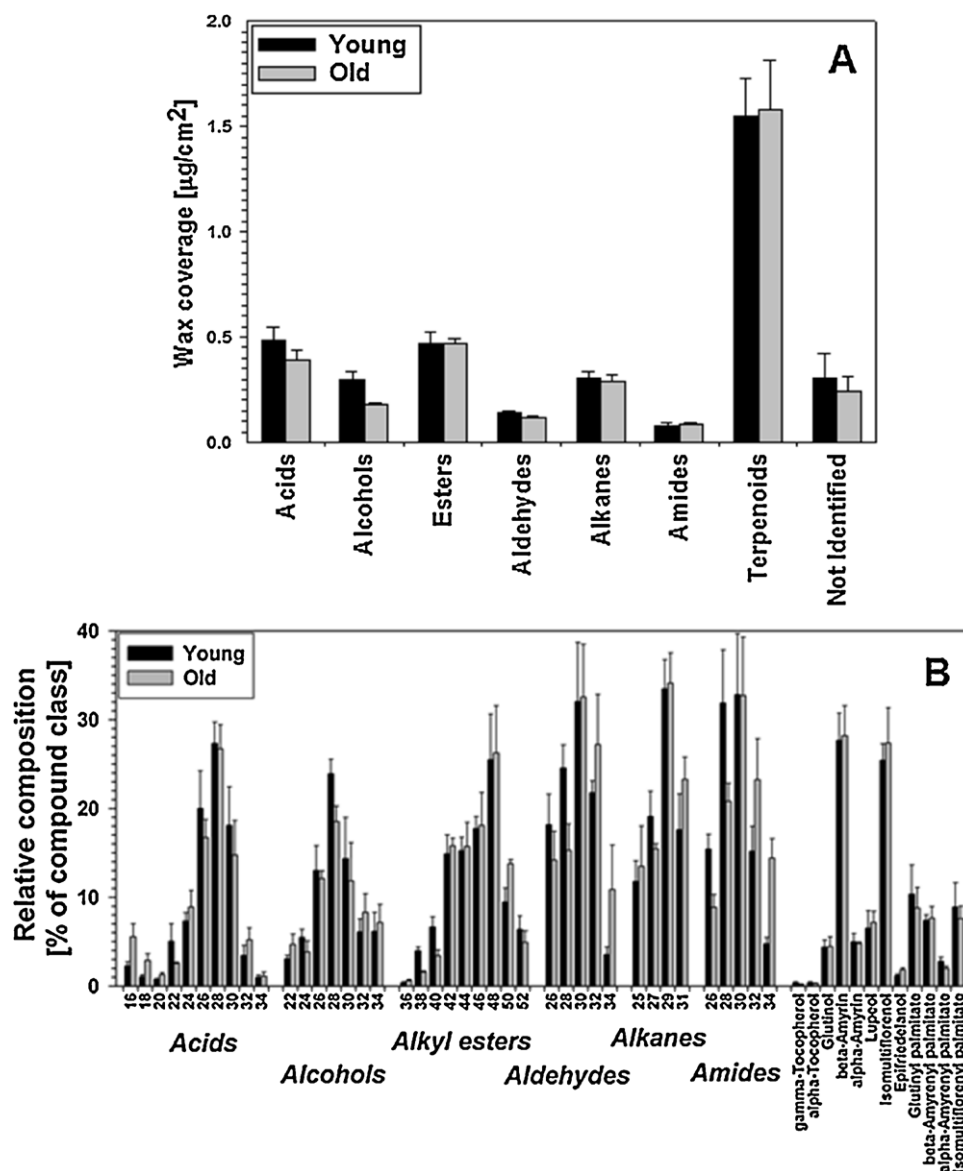 2.0
1.5
1.0
0.5
0.0
Wax coverage [µg/cm²]
Young
Old
A
Acids
Alcohols
Esters
Aldehydes
Alkanes
Amides
Terpenoids
Not Identified
40
30
20
10
0
Relative composition
[% of compound class]
Young
Old
B
16 18 20 22 24 26 28 30 32 34
22 24 26 28 30 32 34
36 38 40 42 44 46 48 50 52
26 28 30 32 34
25 27 29 31
26 28 30 32 34
gamma-Tocopherol
alpha-Tocopherol
Glutinol
beta-Amyrin
alpha-Amyrin
Lupeol
Isomultiflorenol
Epifriedelanol
Glutinyl palmitate
beta-Amyrenyl palmitato
alpha-Amyrenyl palmitato
Isomultiflorenyl palmitato
Acids
Alcohols
Alkyl esters
Aldehydes
Alkanes
Amides